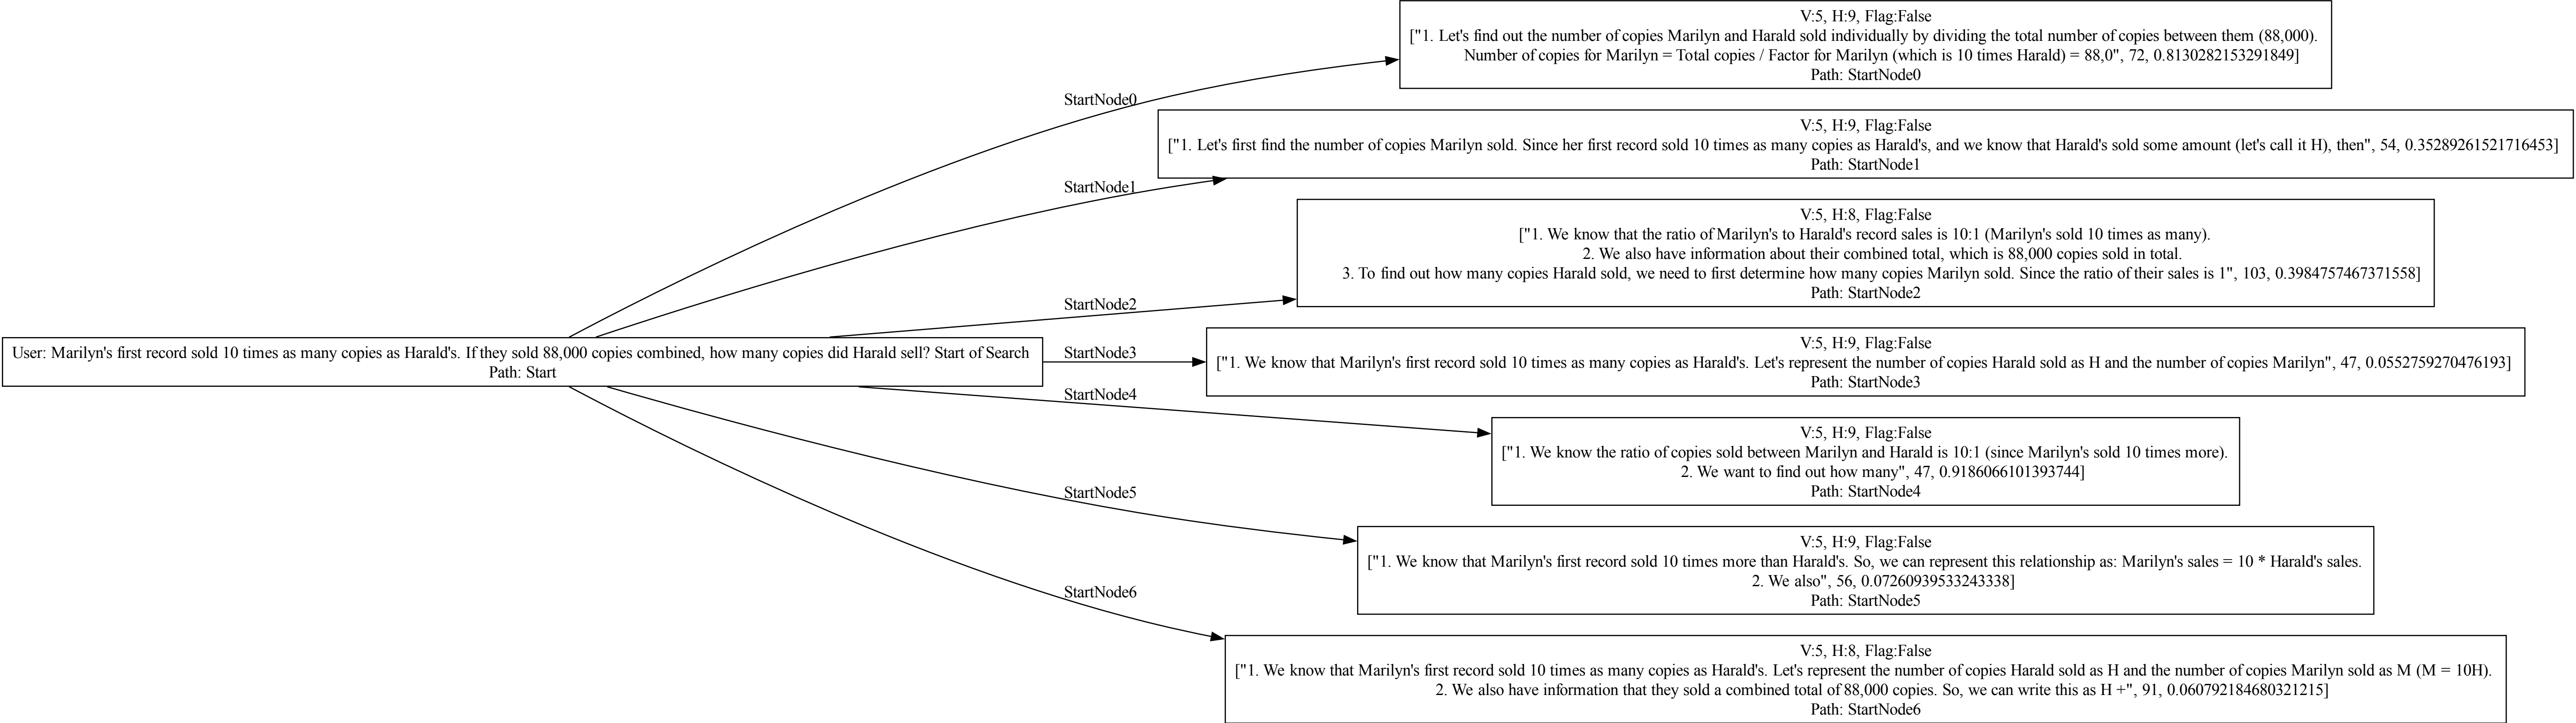 V:5, H:9, Flag:False
["1. Let's find out the number of copies Marilyn and Harald sold individually by dividing the total number of copies between them (88,000).
Number of copies for Marilyn = Total copies / Factor for Marilyn (which is 10 times Harald) = 88,0", 72, 0.8130282153291849]
Path: StartNode0
StartNode0
V:5, H:9, Flag:False
["1. Let's first find the number of copies Marilyn sold. Since her first record sold 10 times as many copies as Harald's, and we know that Harald's sold some amount (let's call it H), then", 54, 0.35289261521716453]
Path: StartNode1
StartNode1
V:5, H:8, Flag:False
["1. We know that the ratio of Marilyn's to Harald's record sales is 10:1 (Marilyn's sold 10 times as many).
2. We also have information about their combined total, which is 88,000 copies sold in total.
3. To find out how many copies Harald sold, we need to first determine how many copies Marilyn sold. Since the ratio of their sales is 1", 103, 0.3984757467371558]
Path: StartNode2
StartNode2
User: Marilyn's first record sold 10 times as many copies as Harald's. If they sold 88,000 copies combined, how many copies did Harald sell? Start of Search
Path: Start
StartNode3
V:5, H:9, Flag:False
["1. We know that Marilyn's first record sold 10 times as many copies as Harald's. Let's represent the number of copies Harald sold as H and the number of copies Marilyn", 47, 0.0552759270476193]
Path: StartNode3
StartNode4
V:5, H:9, Flag:False
["1. We know the ratio of copies sold between Marilyn and Harald is 10:1 (since Marilyn's sold 10 times more).
2. We want to find out how many", 47, 0.9186066101393744]
Path: StartNode4
StartNode5
V:5, H:9, Flag:False
["1. We know that Marilyn's first record sold 10 times more than Harald's. So, we can represent this relationship as: Marilyn's sales = 10 * Harald's sales.
2. We also", 56, 0.07260939533243338]
Path: StartNode5
StartNode6
V:5, H:8, Flag:False
["1. We know that Marilyn's first record sold 10 times as many copies as Harald's. Let's represent the number of copies Harald sold as H and the number of copies Marilyn sold as M (M = 10H).
2. We also have information that they sold a combined total of 88,000 copies. So, we can write this as H +", 91, 0.060792184680321215]
Path: StartNode6